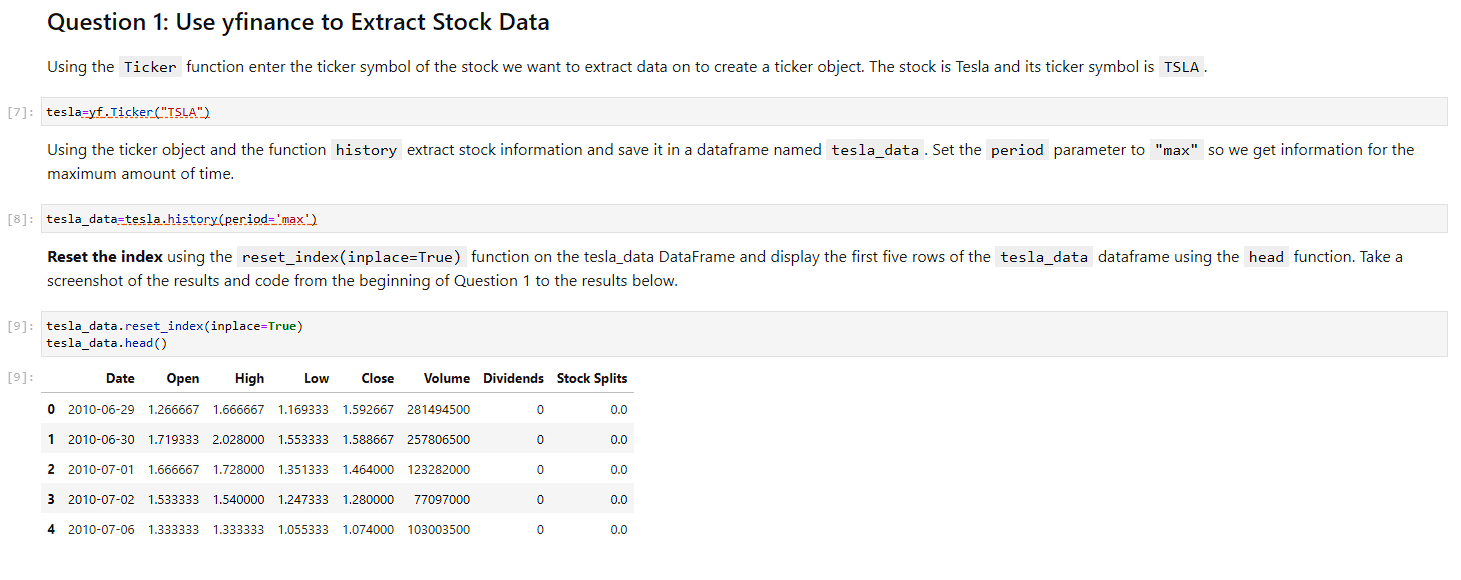 Question 1: Use yfinance to Extract Stock Data
Using the Ticker function enter the ticker symbol of the stock we want to extract data on to create a ticker object. The stock is Tesla and its ticker symbol is TSLA .
[7]: tesla=yf.Ticker("TSLA")
Using the ticker object and the function history extract stock information and save it in a dataframe named tesla_data . Set the period parameter to "max" so we get information for the
maximum amount of time.
[8]: tesla_data=tesla.history(period='max')
Reset the index using the reset_index(inplace=True) function on the tesla_data DataFrame and display the first five rows of the tesla_data dataframe using the head function. Take a
screenshot of the results and code from the beginning of Question 1 to the results below.
[9]: tesla_data.reset_index(inplace=True)
tesla_data.head()
[9]: Date Open High Low Close Volume Dividends Stock Splits
0 2010-06-29 1.266667 1.666667 1.169333 1.592667 281494500 0 0.0
1 2010-06-30 1.719333 2.028000 1.553333 1.588667 257806500 0 0.0
2 2010-07-01 1.666667 1.728000 1.351333 1.464000 123282000 0 0.0
3 2010-07-02 1.533333 1.540000 1.247333 1.280000 77097000 0 0.0
4 2010-07-06 1.333333 1.333333 1.055333 1.074000 103003500 0 0.0